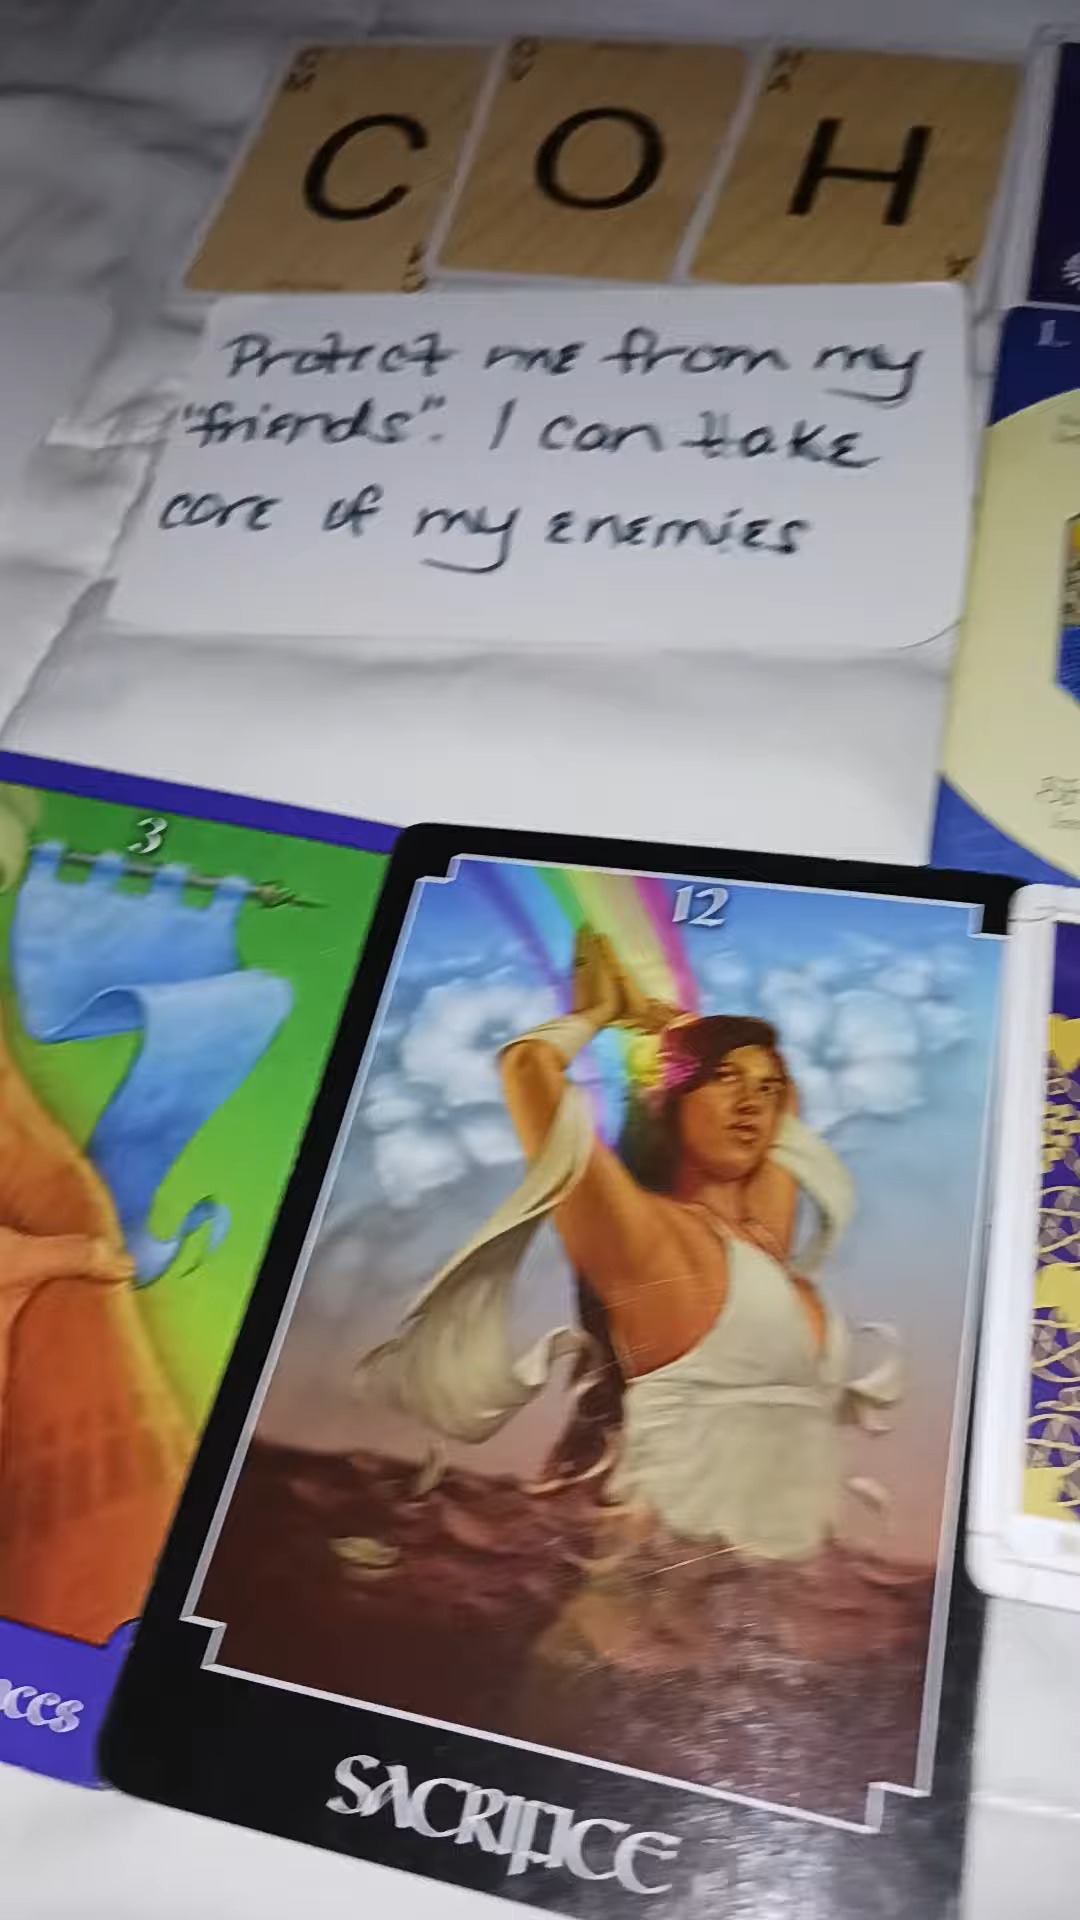 C O H
Protect me from my
"friends". I can take
care of my enemies
3
12
SACRIFICE